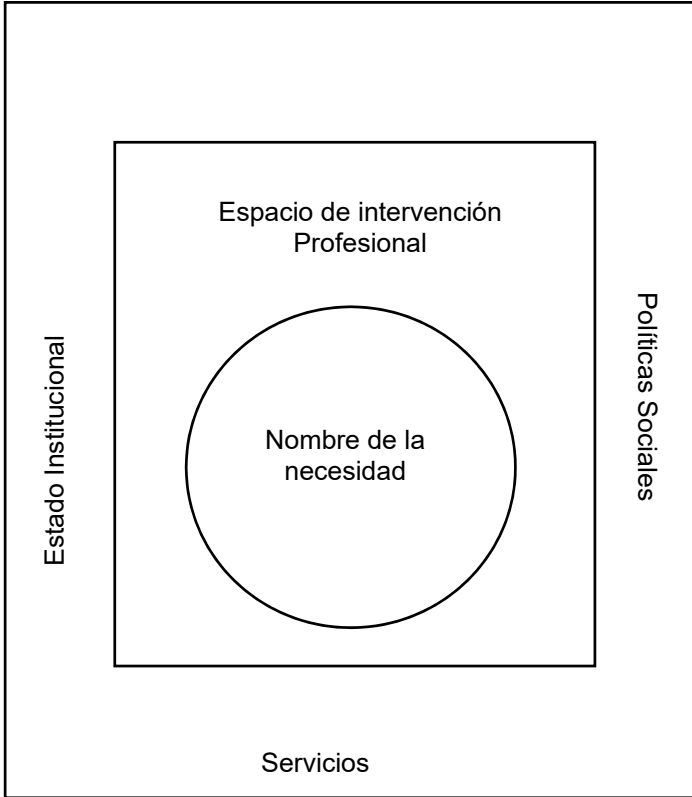 Espacio de intervención
Profesional
Estado Institucional
Nombre de la
necesidad
Políticas Sociales
Servicios